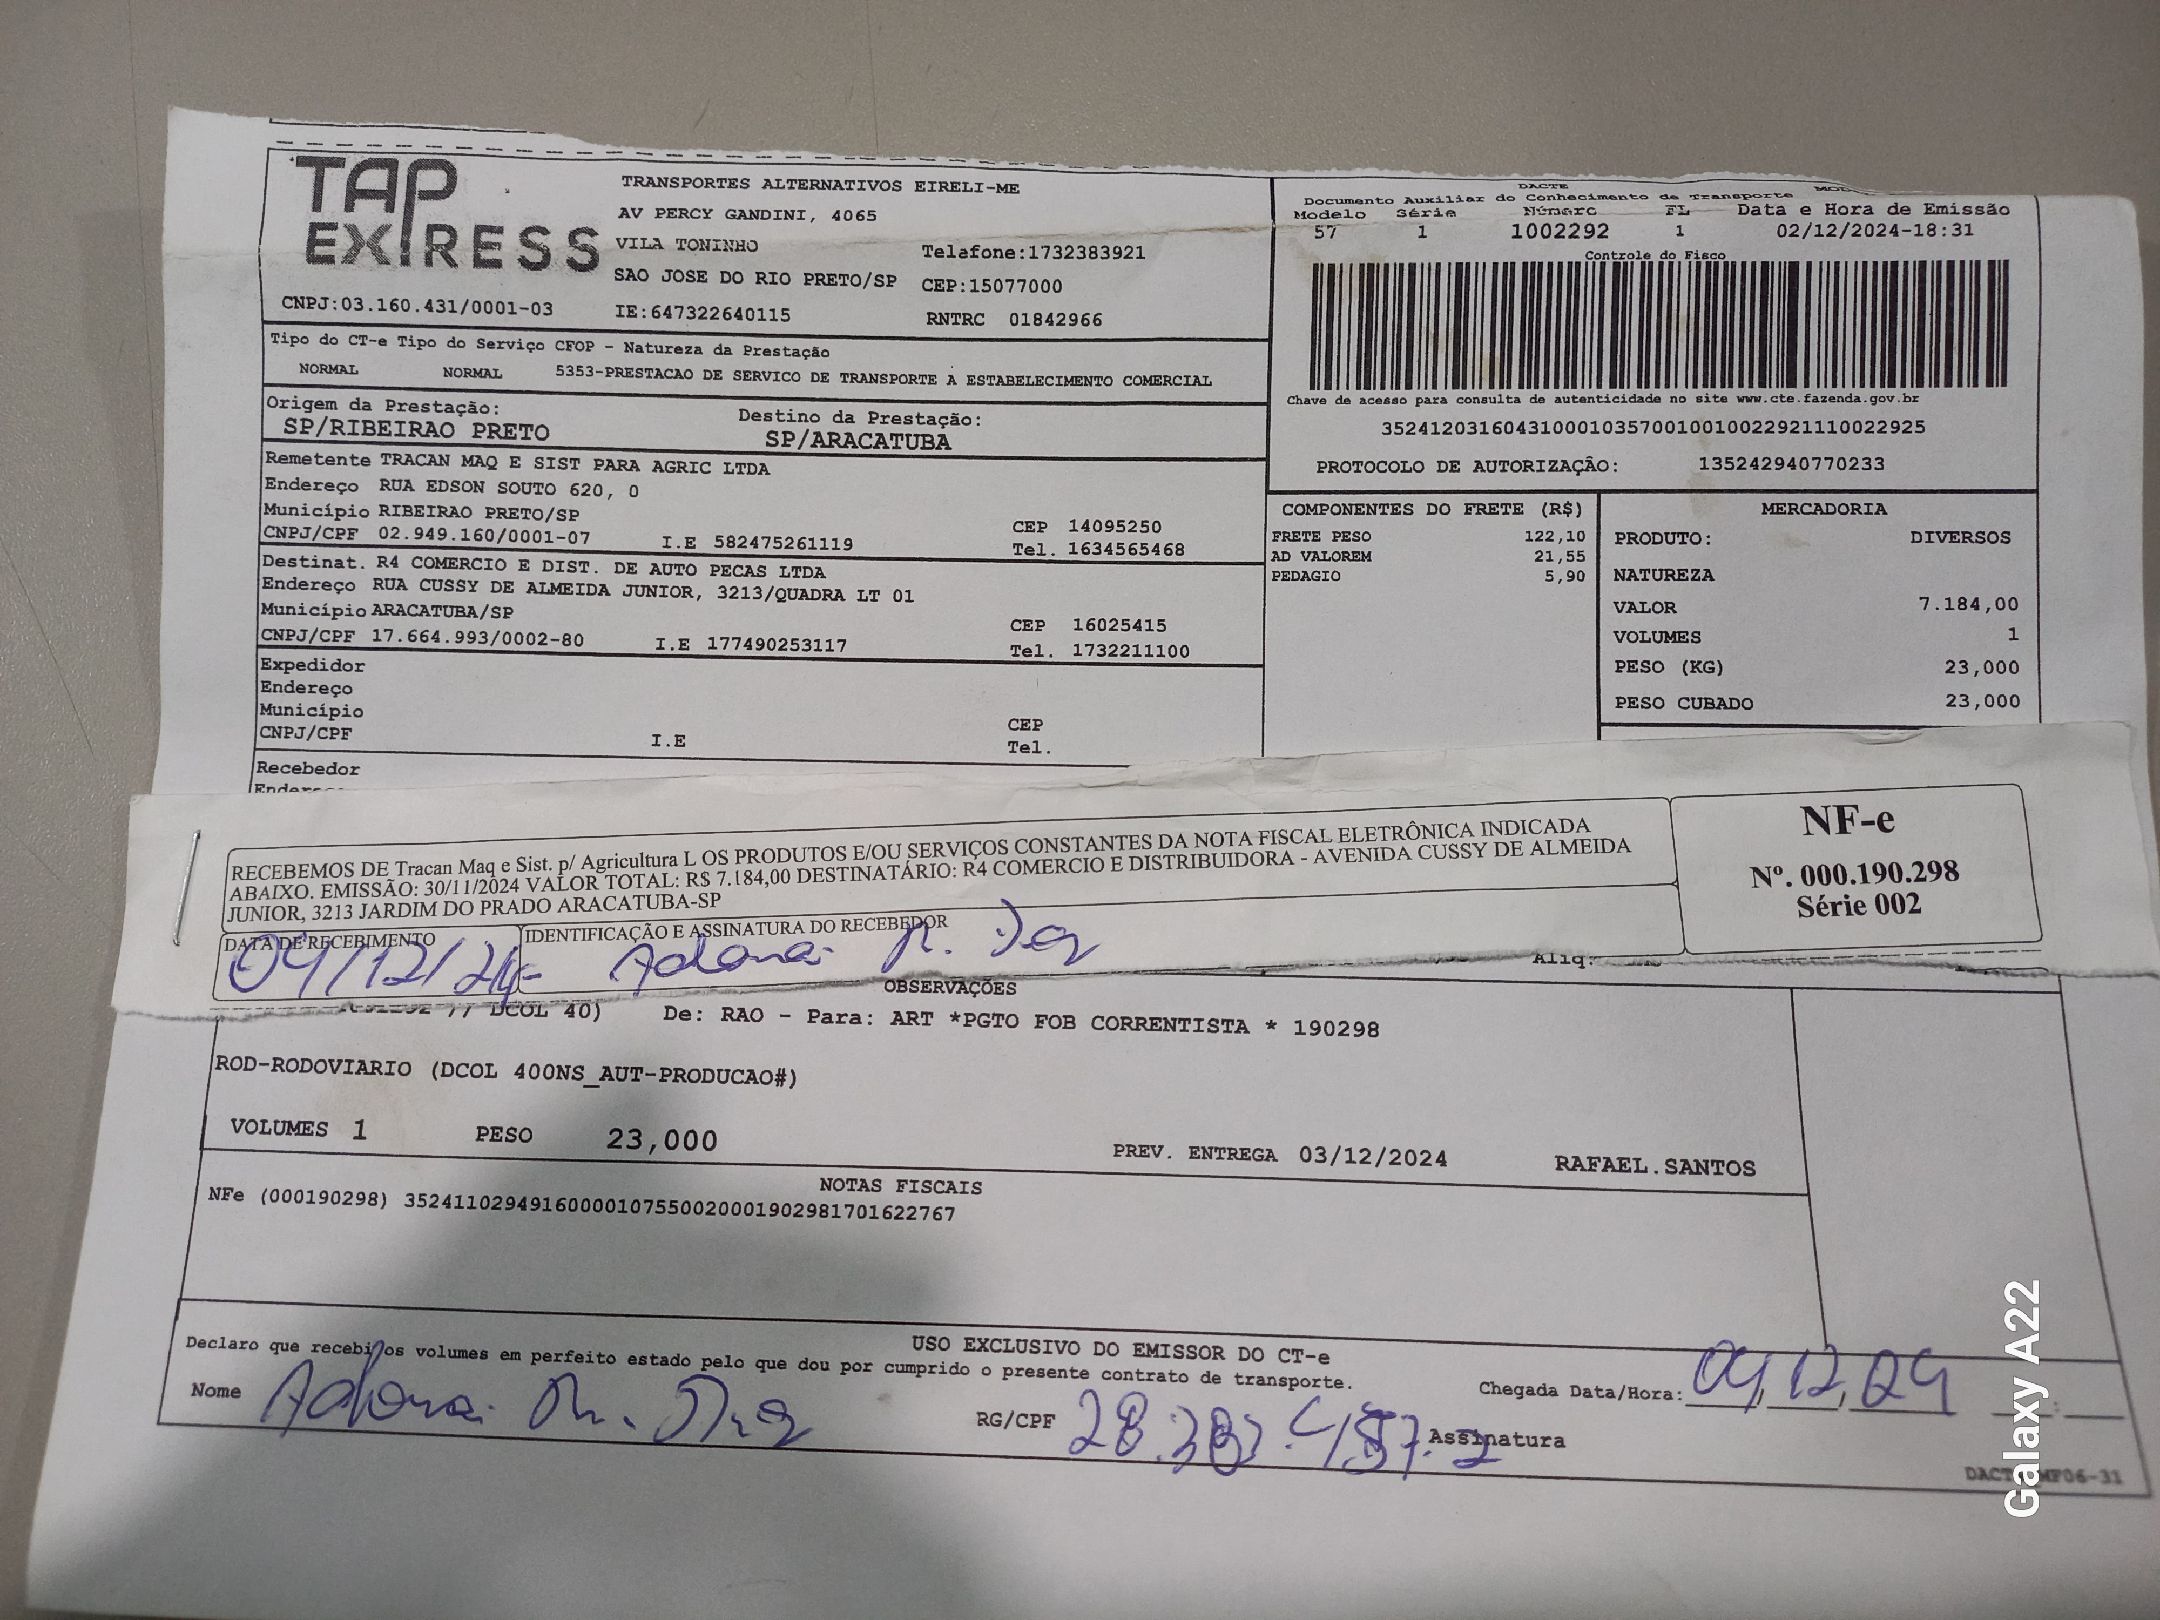 TAP EXPRESS
TRANSPORTES ALTERNATIVOS EIRELI-ME
AV PERCY GANDINI, 4065
VILA TONINHO
Telafone:1732383921
SAO JOSE DO RIO PRETO/SP
CEP:15077000
CNPJ:03.160.431/0001-03
IE:647322640115
RNTRC 01842966
DACTE
Documento Auxiliar do Conhecimento de Transporte
Modelo Série Número FL Data e Hora de Emissão
57 1 1002292 1 02/12/2024-18:31
Controle do Fisco
Chave de acesso para consulta de autenticidade no site www.cte.fazenda.gov.br
35241203160431000103570010010022921110022925
PROTOCOLO DE AUTORIZAÇÃO: 135242940770233
Tipo do CT-e Tipo do Serviço CFOP - Natureza da Prestação
NORMAL NORMAL 5353-PRESTACAO DE SERVICO DE TRANSPORTE A ESTABELECIMENTO COMERCIAL
Origem da Prestação: Destino da Prestação:
SP/RIBEIRAO PRETO SP/ARACATUBA
Remetente TRACAN MAQ E SIST PARA AGRIC LTDA
Endereço RUA EDSON SOUTO 620, 0
Município RIBEIRAO PRETO/SP CEP 14095250
CNPJ/CPF 02.949.160/0001-07 I.E 582475261119 Tel. 1634565468
Destinat. R4 COMERCIO E DIST. DE AUTO PECAS LTDA
Endereço RUA CUSSY DE ALMEIDA JUNIOR, 3213/QUADRA LT 01
Município ARACATUBA/SP CEP 16025415
CNPJ/CPF 17.664.993/0002-80 I.E 177490253117 Tel. 1732211100
Expedidor
Endereço
Município CEP
CNPJ/CPF I.E Tel.
Recebedor
COMPONENTES DO FRETE (R$)
FRETE PESO 122,10
AD VALOREM 21,55
PEDAGIO 5,90
MERCADORIA
PRODUTO: DIVERSOS
NATUREZA
VALOR 7.184,00
VOLUMES 1
PESO (KG) 23,000
PESO CUBADO 23,000
RECEBEMOS DE Tracan Maq e Sist. p/ Agricultura L OS PRODUTOS E/OU SERVIÇOS CONSTANTES DA NOTA FISCAL ELETRÔNICA INDICADA
ABAIXO. EMISSÃO: 30/11/2024 VALOR TOTAL: R$ 7.184,00 DESTINATÁRIO: R4 COMERCIO E DISTRIBUIDORA - AVENIDA CUSSY DE ALMEIDA
JUNIOR, 3213 JARDIM DO PRADO ARACATUBA-SP
NF-e
Nº. 000.190.298
Série 002
DATA DE RECEBIMENTO IDENTIFICAÇÃO E ASSINATURA DO RECEBEDOR
04/12/24
Aliq:
OBSERVAÇÕES
DCOL 40) De: RAO - Para: ART *PGTO FOB CORRENTISTA * 190298
ROD-RODOVIARIO (DCOL 400NS_AUT-PRODUCAO#)
VOLUMES 1 PESO 23,000 PREV. ENTREGA 03/12/2024 RAFAEL.SANTOS
NOTAS FISCAIS
NFe (000190298) 35241102949160000107550020001902981701622767
USO EXCLUSIVO DO EMISSOR DO CT-e
Declaro que recebi os volumes em perfeito estado pelo que dou por cumprido o presente contrato de transporte.
Nome RG/CPF Assinatura
Chegada Data/Hora: 04,12,24
Galaxy A22